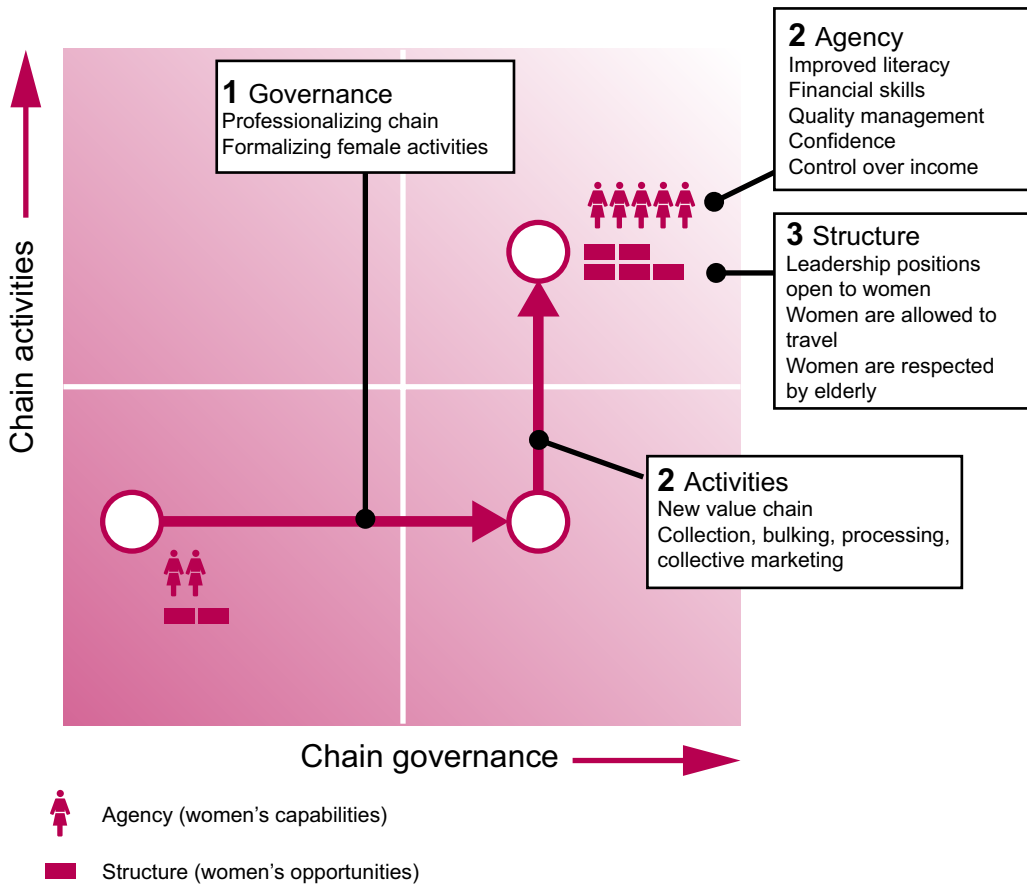 1 Governance
Professionalizing chain
Formalizing female activities
2 Agency
Improved literacy
Financial skills
Quality management
Confidence
Control over income
3 Structure
Leadership positions
open to women
Women are allowed to
travel
Women are respected
by elderly
2 Activities
New value chain
Collection, bulking, processing,
collective marketing
Chain activities
Chain governance
Agency (women’s capabilities)
Structure (women’s opportunities)